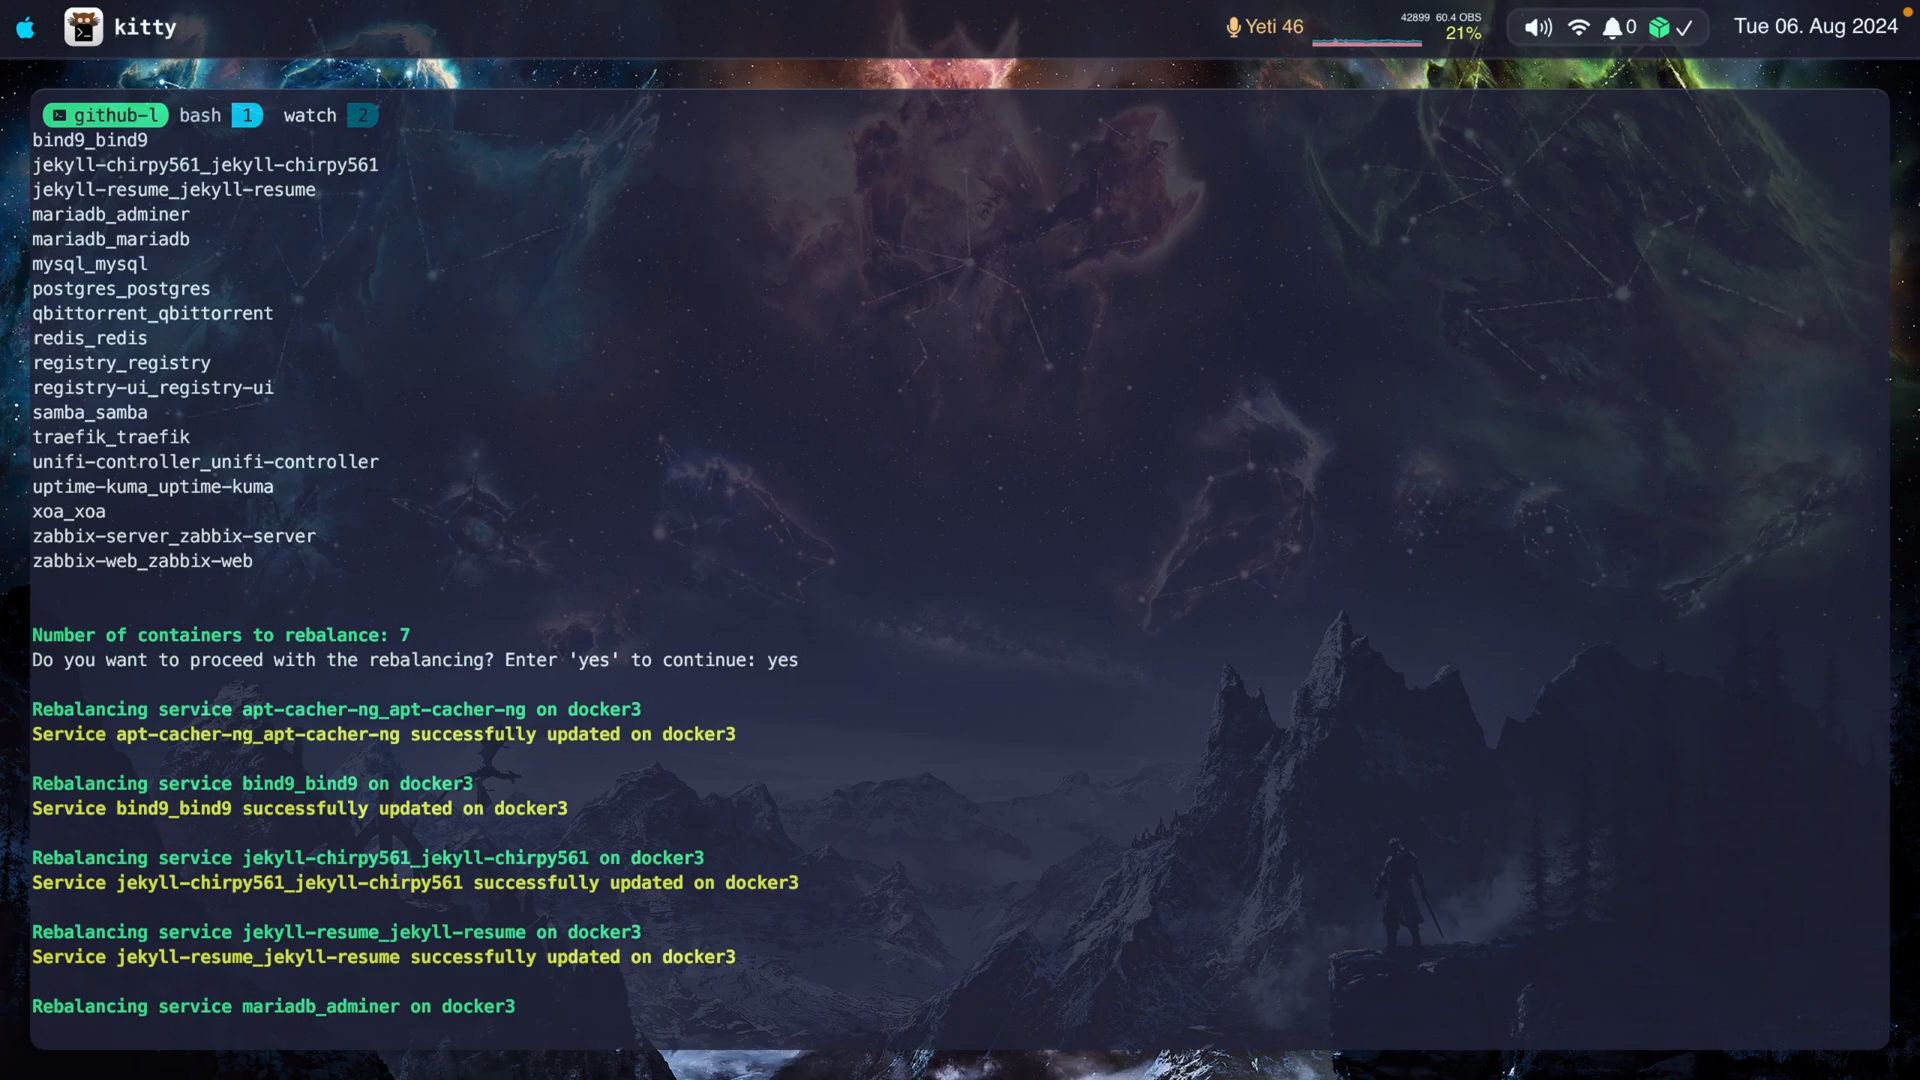 kitty
Yeti 46
42899 60.4 OBS
21%
0
Tue 06. Aug 2024
github-l bash 1 watch 2
bind9_bind9
jekyll-chirpy561_jekyll-chirpy561
jekyll-resume_jekyll-resume
mariadb_adminer
mariadb_mariadb
mysql_mysql
postgres_postgres
qbittorrent_qbittorrent
redis_redis
registry_registry
registry-ui_registry-ui
samba_samba
traefik_traefik
unifi-controller_unifi-controller
uptime-kuma_uptime-kuma
xoa_xoa
zabbix-server_zabbix-server
zabbix-web_zabbix-web
Number of containers to rebalance: 7
Do you want to proceed with the rebalancing? Enter 'yes' to continue: yes
Rebalancing service apt-cacher-ng_apt-cacher-ng on docker3
Service apt-cacher-ng_apt-cacher-ng successfully updated on docker3
Rebalancing service bind9_bind9 on docker3
Service bind9_bind9 successfully updated on docker3
Rebalancing service jekyll-chirpy561_jekyll-chirpy561 on docker3
Service jekyll-chirpy561_jekyll-chirpy561 successfully updated on docker3
Rebalancing service jekyll-resume_jekyll-resume on docker3
Service jekyll-resume_jekyll-resume successfully updated on docker3
Rebalancing service mariadb_adminer on docker3